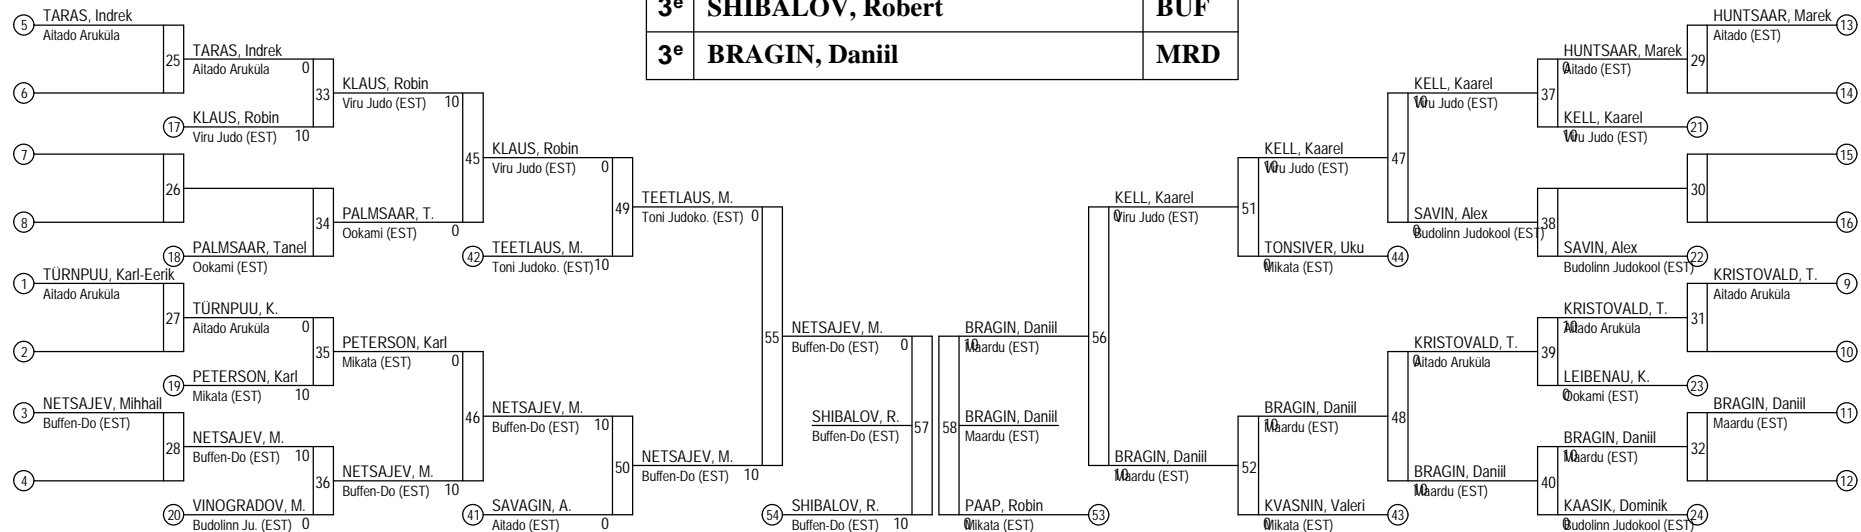 3e SHIBALOV, Robert BUF
3e BRAGIN, Daniil MRD
5 TARAS, Indrek
Aitado Aruküla
25
TARAS, Indrek
Aitado Aruküla 0
6
33
KLAUS, Robin
Viru Judo (EST) 10
17 KLAUS, Robin
Viru Judo (EST) 10
7
26
45
KLAUS, Robin
Viru Judo (EST) 0
8
34
PALMSAAR, T.
Ookami (EST) 0
18 PALMSAAR, Tanel
Ookami (EST)
49
TEETLAUS, M.
Toni Judoko. (EST) 0
42 TEETLAUS, M.
Toni Judoko. (EST) 10
1 TÜRNPUU, Karl-Eerik
Aitado Aruküla
27
TÜRNPUU, K.
Aitado Aruküla 0
2
35
PETERSON, Karl
Mikata (EST) 0
19 PETERSON, Karl
Mikata (EST) 10
55
NETSAJEV, M.
Buffen-Do (EST) 0
3 NETSAJEV, Mihhail
Buffen-Do (EST)
28
NETSAJEV, M.
Buffen-Do (EST) 10
4
46
NETSAJEV, M.
Buffen-Do (EST) 10
36
NETSAJEV, M.
Buffen-Do (EST) 10
20 VINOGRADOV, M.
Budolinn Ju. (EST) 0
50
NETSAJEV, M.
Buffen-Do (EST) 10
41 SAVAGIN, A.
Aitado (EST) 0
SHIBALOV, R.
Buffen-Do (EST)
57
54 SHIBALOV, R.
Buffen-Do (EST) 10
58
BRAGIN, Daniil
Maardu (EST)
BRAGIN, Daniil
10 Maardu (EST)
56
PAAP, Robin 53
0 Mikata (EST)
KELL, Kaarel
0 Viru Judo (EST)
51
KELL, Kaarel
10 Viru Judo (EST)
TONSIVER, Uku 44
0 Mikata (EST)
47
KELL, Kaarel
10 Viru Judo (EST)
SAVIN, Alex
0 Budolinn Judokool (EST)
37
HUNTSAAR, Marek
0 Aitado (EST)
29
HUNTSAAR, Marek 13
Aitado (EST)
14
KELL, Kaarel 21
10 Viru Judo (EST)
15
30
16
38
SAVIN, Alex 22
Budolinn Judokool (EST)
KRISTOVALD, T. 9
Aitado Aruküla
31
10
KRISTOVALD, T.
10 Aitado Aruküla
39
KRISTOVALD, T.
0 Aitado Aruküla
LEIBENAU, K. 23
0 Ookami (EST)
48
BRAGIN, Daniil
10 Maardu (EST)
BRAGIN, Daniil 11
Maardu (EST)
32
12
BRAGIN, Daniil
10 Maardu (EST)
40
BRAGIN, Daniil
10 Maardu (EST)
KAASIK, Dominik 24
0 Budolinn Judokool (EST)
52
BRAGIN, Daniil
10 Maardu (EST)
KVASNIN, Valeri 43
0 Mikata (EST)